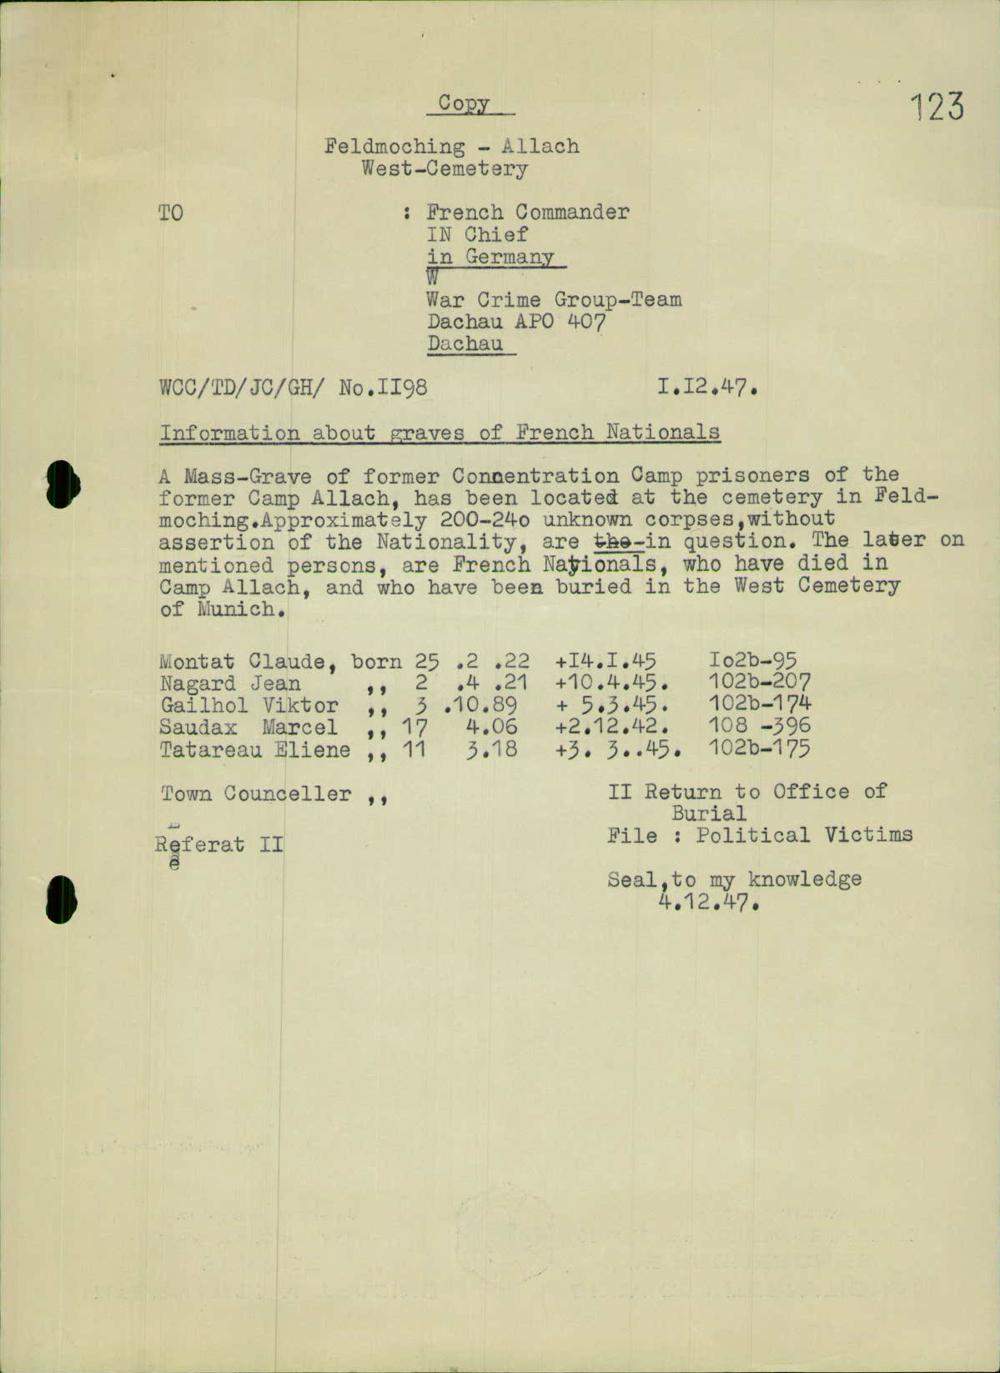 Copy
123
Feldmoching - Allach
West-Cemetery
TO : French Commander
IN Chief
in Germany
W
War Crime Group-Team
Dachau APO 407
Dachau
WCC/TD/JC/GH/ No.II98 I.I2.47.
Information about graves of French Nationals
A Mass-Grave of former Concentration Camp prisoners of the
former Camp Allach, has been located at the cemetery in Feld-
moching.Approximately 200-24o unknown corpses,without
assertion of the Nationality, are the in question. The later on
mentioned persons, are French Nationals, who have died in
Camp Allach, and who have been buried in the West Cemetery
of Munich.
Montat Claude, born 25 .2 .22 +I4.I.45 Io2b-95
Nagard Jean ,, 2 .4 .21 +10.4.45. 102b-207
Gailhol Viktor ,, 3 .10.89 + 5.3.45. 102b-174
Saudax Marcel ,, 17 4.06 +2.12.42. 108 -396
Tatareau Eliene ,, 11 3.18 +3. 3..45. 102b-175
Town Counceller ,, II Return to Office of
Burial
Referat II File : Political Victims
Seal,to my knowledge
4.12.47.